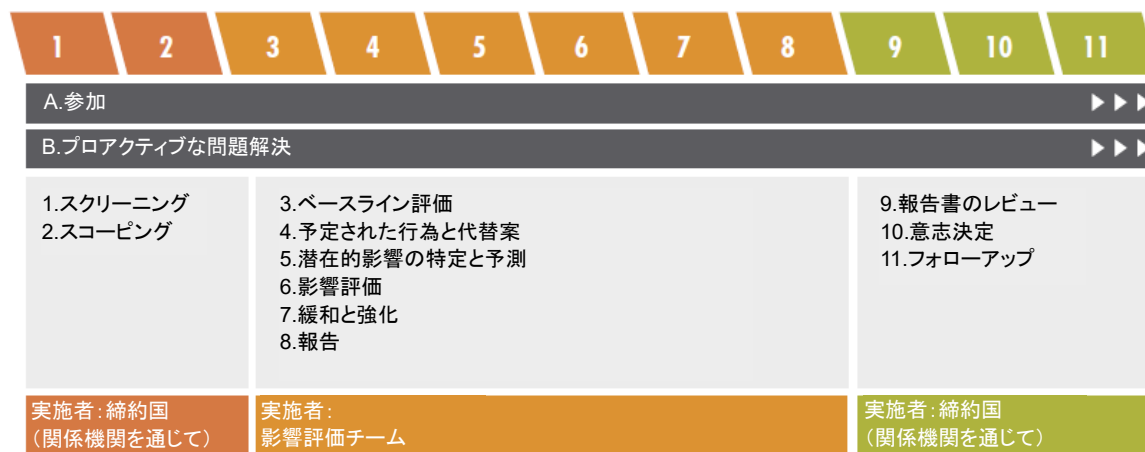 1 2 3 4 5 6 7 8 9 10 11
A.参加
B.プロアクティブな問題解決
1.スクリーニング
2.スコーピング
3.ベースライン評価
4.予定された行為と代替案
5.潜在的影響の特定と予測
6.影響評価
7.緩和と強化
8.報告
9.報告書のレビュー
10.意志決定
11.フォローアップ
実施者:締約国
（関係機関を通じて）
実施者:
影響評価チーム
実施者:締約国
（関係機関を通じて）